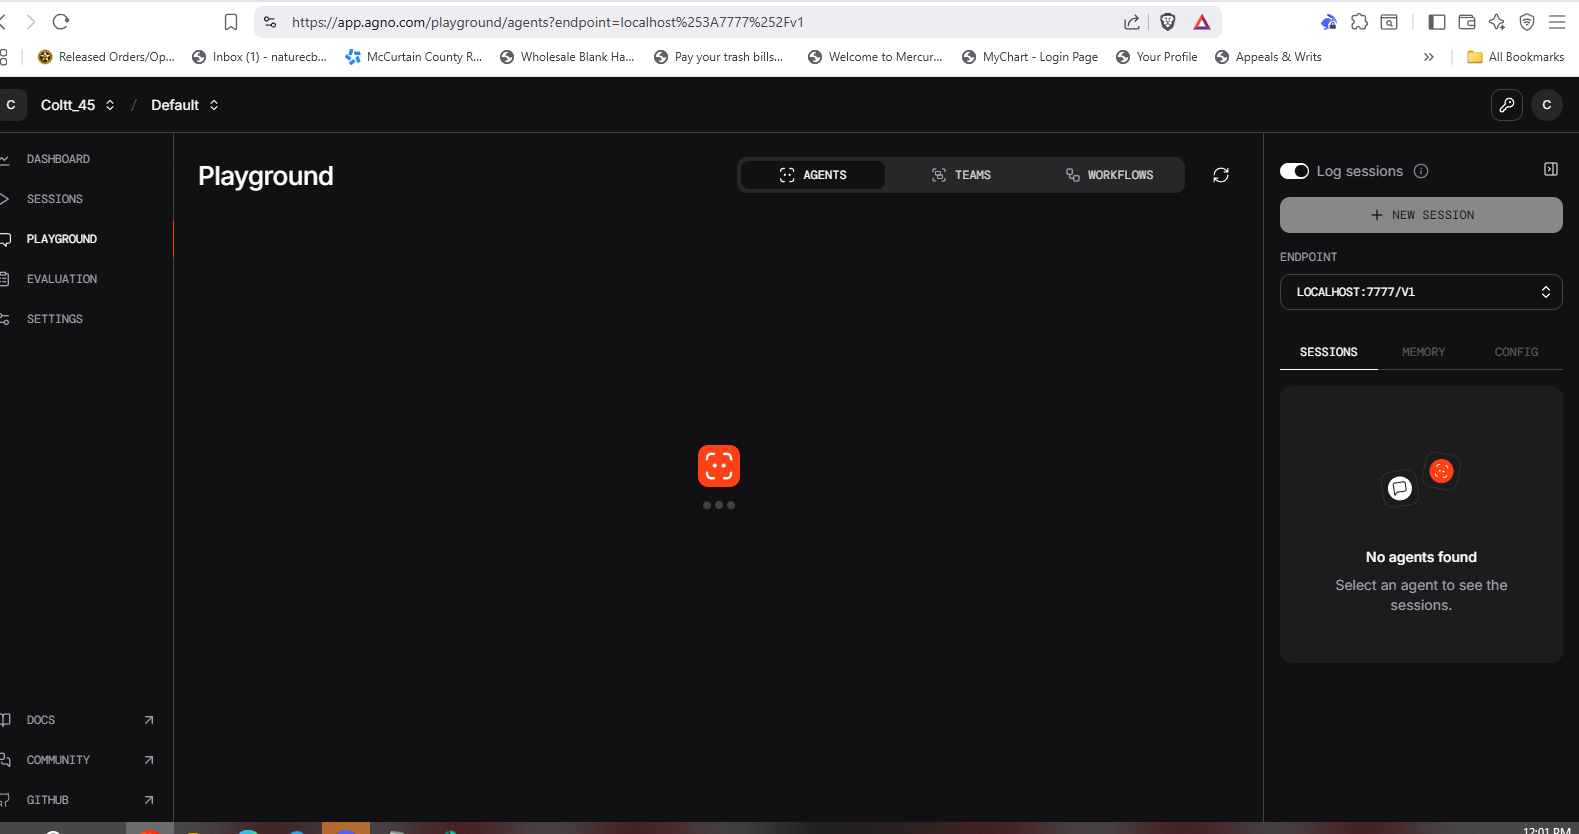 https://app.agno.com/playground/agents?endpoint=localhost%253A7777%252Fv1
Released Orders/Op... Inbox (1) - naturecb... McCurtain County R... Wholesale Blank Ha... Pay your trash bills... Welcome to Mercur... MyChart - Login Page Your Profile Appeals & Writs » All Bookmarks
C Coltt_45 / Default C
DASHBOARD
SESSIONS
PLAYGROUND
EVALUATION
SETTINGS
DOCS
COMMUNITY
GITHUB
Playground
AGENTS TEAMS WORKFLOWS
Log sessions
+ NEW SESSION
ENDPOINT
LOCALHOST:7777/V1
SESSIONS MEMORY CONFIG
No agents found
Select an agent to see the
sessions.
12:01 PM